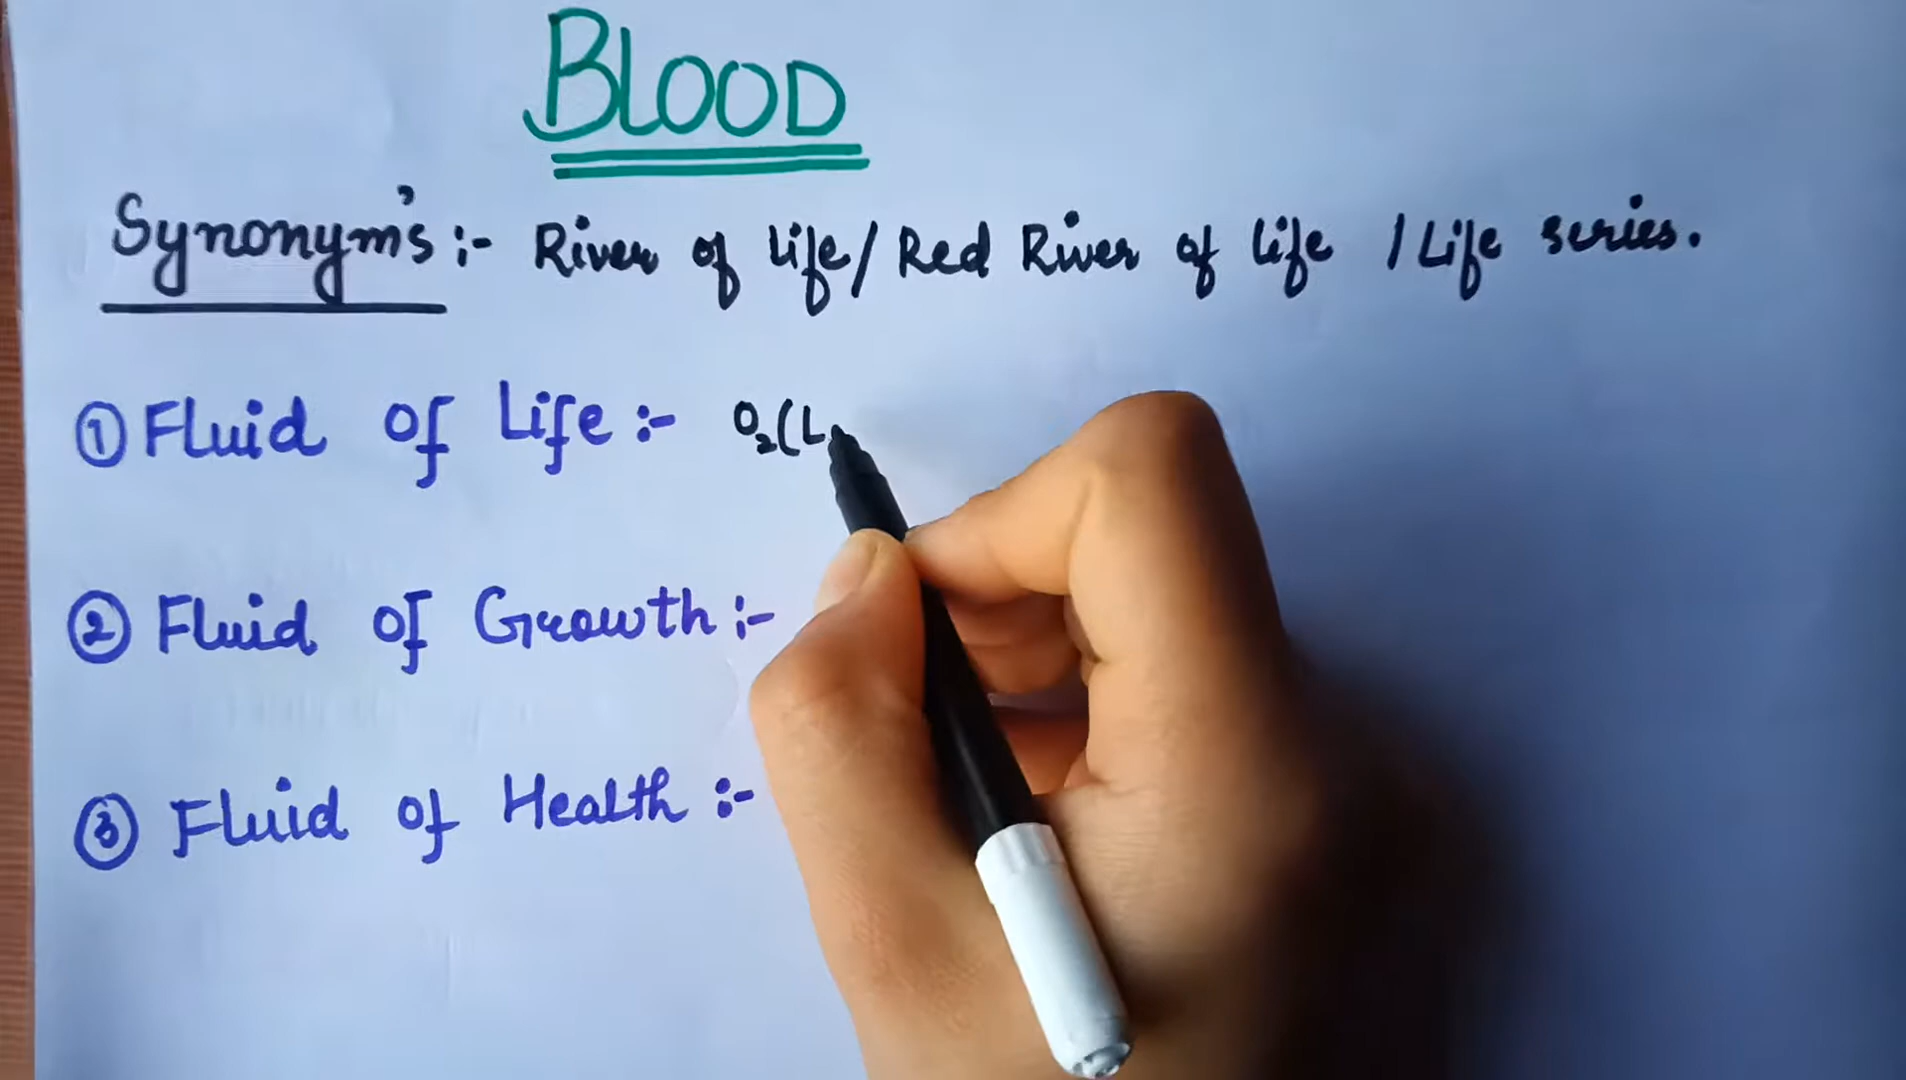 BLOOD
Synonym's :- River of Life / Red River of life / Life series.
① Fluid of Life :- O₂ (L
② Fluid of Growth :-
③ Fluid of Health :-